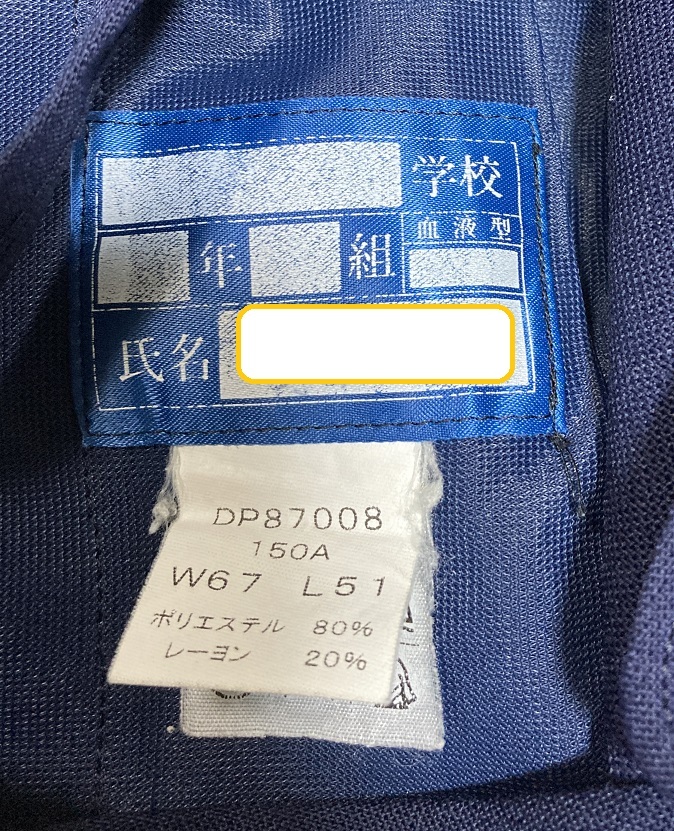 学校
血液型
年 組
氏名
DP87008
150A
W67 L51
ポリエステル 80%
レーヨン 20%